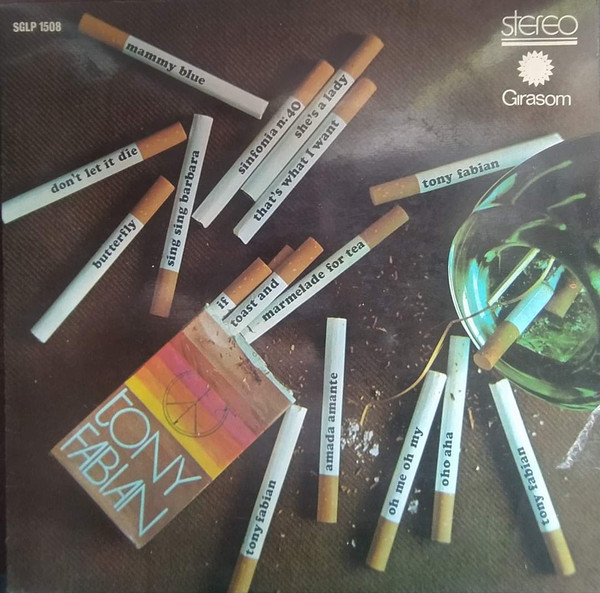 SGLP 1508
stereo
Girasom
mammy blue
sinfonia n: 40
she's a lady
that's what I want
don't let it die
sing sing barbara
butterfly
tony fabian
if
toast and
marmelade for tea
TONY
FABIAN
amada amante
oh me oh my
oho aha
tony fabian
tony fabian